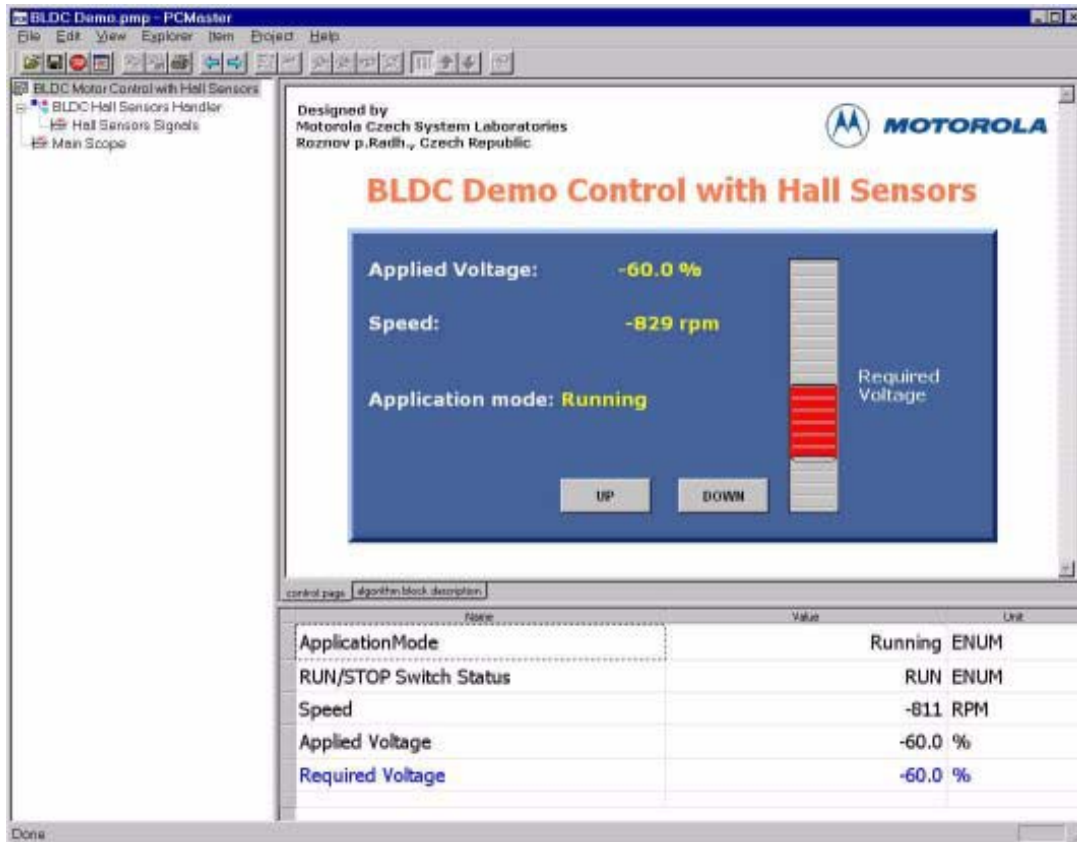 BLDC Demo.pmp - PCMaster
File Edit View Explorer Item Project Help
BLDC Motor Control with Hall Sensors
BLDC Hall Sensors Handler
Hall Sensors Signals
Main Scope
Designed by
Motorola Czech System Laboratories
Roznov p.Radh., Czech Republic
MOTOROLA
BLDC Demo Control with Hall Sensors
Applied Voltage: -60.0 %
Speed: -829 rpm
Application mode: Running
Required
Voltage
UP DOWN
control page algorithm block description
Name Value Unit
ApplicationMode Running ENUM
RUN/STOP Switch Status RUN ENUM
Speed -811 RPM
Applied Voltage -60.0 %
Required Voltage -60.0 %
Done